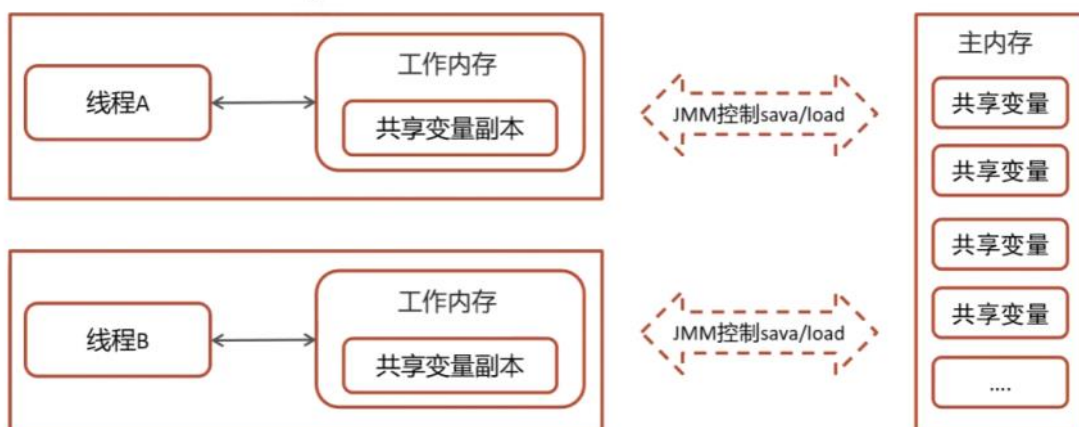 线程A
工作内存
共享变量副本
JMM控制sava/load
线程B
工作内存
共享变量副本
JMM控制sava/load
主内存
共享变量
共享变量
共享变量
共享变量
....